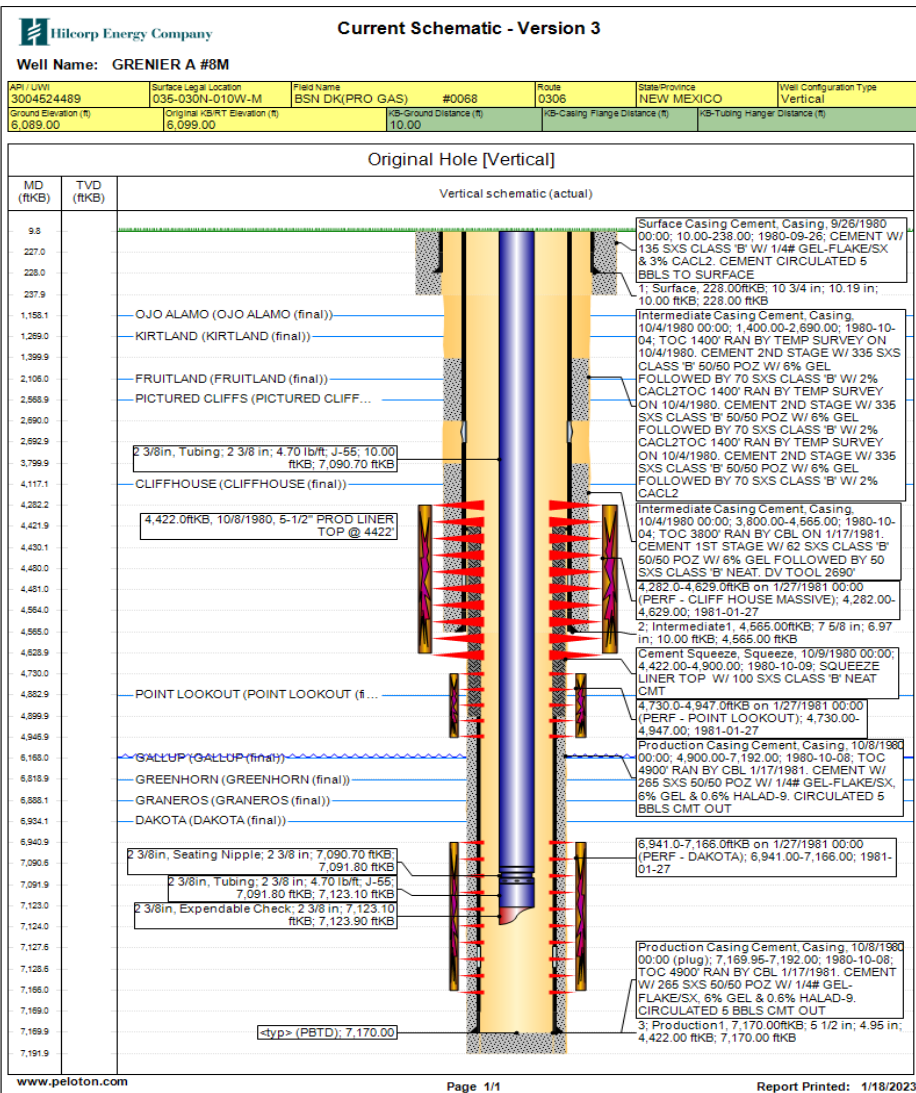 Hilcorp Energy Company
Current Schematic - Version 3
Well Name: GRENIER A #8M
API / UWI
3004524489
Surface Legal Location
035-030N-010W-M
Field Name
BSN DK(PRO GAS) #0068
Route
0306
State/Province
NEW MEXICO
Well Configuration Type
Vertical
Ground Elevation (ft)
6,089.00
Original KB/RT Elevation (ft)
6,099.00
KB-Ground Distance (ft)
10.00
KB-Casing Flange Distance (ft)
KB-Tubing Hanger Distance (ft)
Original Hole [Vertical]
MD
(ftKB)
TVD
(ftKB)
Vertical schematic (actual)
9.8
227.0
228.0
237.9
1,158.1
1,269.0
1,399.9
2,106.0
2,568.9
2,690.0
2,692.9
3,799.9
4,117.1
4,282.2
4,421.9
4,430.1
4,480.0
4,481.0
4,564.0
4,565.0
4,628.9
4,730.0
4,882.9
4,899.9
4,946.9
6,168.0
6,818.9
6,888.1
6,934.1
6,940.9
7,090.6
7,091.9
7,123.0
7,124.0
7,127.6
7,128.6
7,166.0
7,169.0
7,169.9
7,191.9
OJO ALAMO (OJO ALAMO (final))
KIRTLAND (KIRTLAND (final))
FRUITLAND (FRUITLAND (final))
PICTURED CLIFFS (PICTURED CLIFF...
2 3/8in, Tubing; 2 3/8 in; 4.70 lb/ft; J-55; 10.00
ftKB; 7,090.70 ftKB
CLIFFHOUSE (CLIFFHOUSE (final))
4,422.0ftKB, 10/8/1980, 5-1/2" PROD LINER
TOP @ 4422'
POINT LOOKOUT (POINT LOOKOUT (fi...
GALLUP (GALLUP (final))
GREENHORN (GREENHORN (final))
GRANEROS (GRANEROS (final))
DAKOTA (DAKOTA (final))
2 3/8in, Seating Nipple; 2 3/8 in; 7,090.70 ftKB;
7,091.80 ftKB
2 3/8in, Tubing; 2 3/8 in; 4.70 lb/ft; J-55;
7,091.80 ftKB; 7,123.10 ftKB
2 3/8in, Expendable Check; 2 3/8 in; 7,123.10
ftKB; 7,123.90 ftKB
<typ> (PBTD); 7,170.00
Surface Casing Cement, Casing, 9/26/1980
00:00; 10.00-238.00; 1980-09-26; CEMENT W/
135 SXS CLASS 'B' W/ 1/4# GEL-FLAKE/SX
& 3% CACL2. CEMENT CIRCULATED 5
BBLS TO SURFACE
1; Surface, 228.00ftKB; 10 3/4 in; 10.19 in;
10.00 ftKB; 228.00 ftKB
Intermediate Casing Cement, Casing,
10/4/1980 00:00; 1,400.00-2,690.00; 1980-10-
04; TOC 1400' RAN BY TEMP SURVEY ON
10/4/1980. CEMENT 2ND STAGE W/ 335 SXS
CLASS 'B' 50/50 POZ W/ 6% GEL
FOLLOWED BY 70 SXS CLASS 'B' W/ 2%
CACL2TOC 1400' RAN BY TEMP SURVEY
ON 10/4/1980. CEMENT 2ND STAGE W/ 335
SXS CLASS 'B' 50/50 POZ W/ 6% GEL
FOLLOWED BY 70 SXS CLASS 'B' W/ 2%
CACL2TOC 1400' RAN BY TEMP SURVEY
ON 10/4/1980. CEMENT 2ND STAGE W/ 335
SXS CLASS 'B' 50/50 POZ W/ 6% GEL
FOLLOWED BY 70 SXS CLASS 'B' W/ 2%
CACL2
Intermediate Casing Cement, Casing,
10/4/1980 00:00; 3,800.00-4,565.00; 1980-10-
04; TOC 3800' RAN BY CBL ON 1/17/1981.
CEMENT 1ST STAGE W/ 62 SXS CLASS 'B'
50/50 POZ W/ 6% GEL FOLLOWED BY 50
SXS CLASS 'B' NEAT. DV TOOL 2690'
4,282.0-4,629.0ftKB on 1/27/1981 00:00
(PERF - CLIFF HOUSE MASSIVE); 4,282.00-
4,629.00; 1981-01-27
2; Intermediate1, 4,565.00ftKB; 7 5/8 in; 6.97
in; 10.00 ftKB; 4,565.00 ftKB
Cement Squeeze, Squeeze, 10/9/1980 00:00;
4,422.00-4,900.00; 1980-10-09; SQUEEZE
LINER TOP W/ 100 SXS CLASS 'B' NEAT
CMT
4,730.0-4,947.0ftKB on 1/27/1981 00:00
(PERF - POINT LOOKOUT); 4,730.00-
4,947.00; 1981-01-27
Production Casing Cement, Casing, 10/8/1980
00:00; 4,900.00-7,192.00; 1980-10-08; TOC
4900' RAN BY CBL 1/17/1981. CEMENT W/
265 SXS 50/50 POZ W/ 1/4# GEL-FLAKE/SX,
6% GEL & 0.6% HALAD-9. CIRCULATED 5
BBLS CMT OUT
6,941.0-7,166.0ftKB on 1/27/1981 00:00
(PERF - DAKOTA); 6,941.00-7,166.00; 1981-
01-27
Production Casing Cement, Casing, 10/8/1980
00:00 (plug); 7,169.95-7,192.00; 1980-10-08;
TOC 4900' RAN BY CBL 1/17/1981. CEMENT
W/ 265 SXS 50/50 POZ W/ 1/4# GEL-
FLAKE/SX, 6% GEL & 0.6% HALAD-9.
CIRCULATED 5 BBLS CMT OUT
3; Production1, 7,170.00ftKB; 5 1/2 in; 4.95 in;
4,422.00 ftKB; 7,170.00 ftKB
www.peloton.com
Page 1/1
Report Printed: 1/18/2023